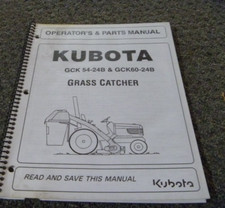 OPERATOR'S & PARTS MANUAL
KUBOTA
GCK 54-24B & GCK60-24B
GRASS CATCHER
READ AND SAVE THIS MANUAL
Kubota